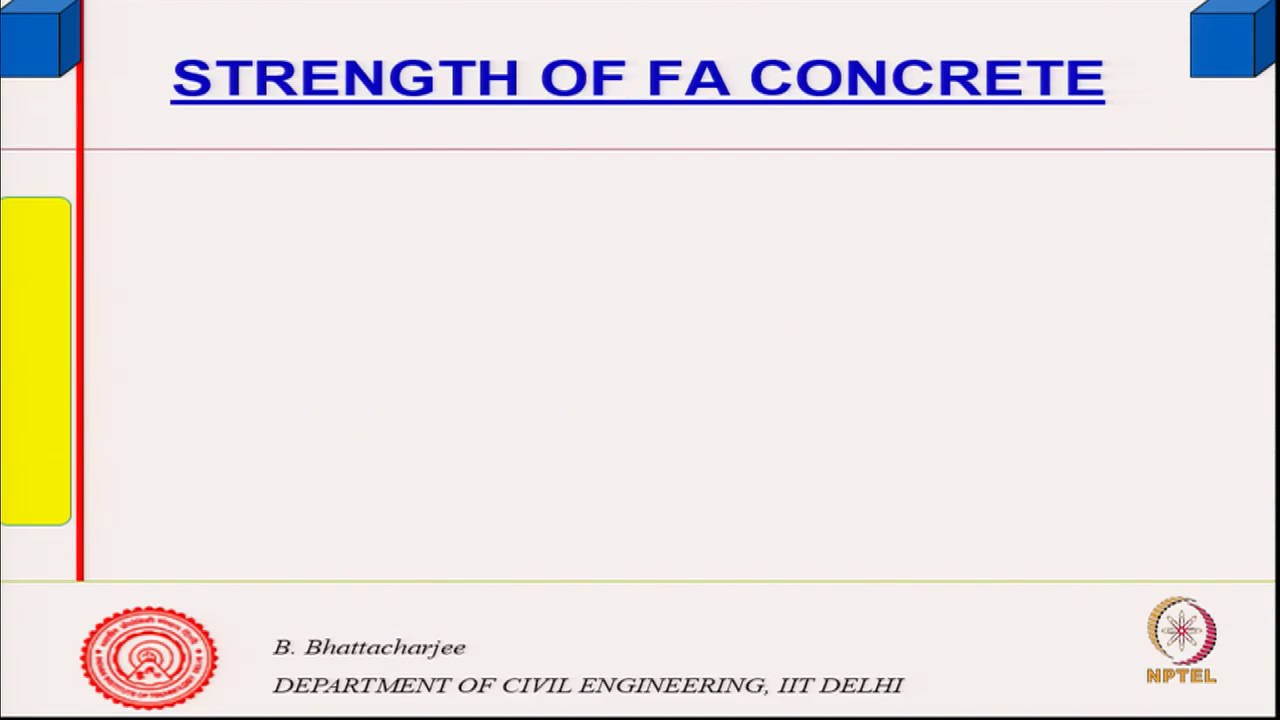 STRENGTH OF FA CONCRETE
B. Bhattacharjee
DEPARTMENT OF CIVIL ENGINEERING, IIT DELHI
NPTEL